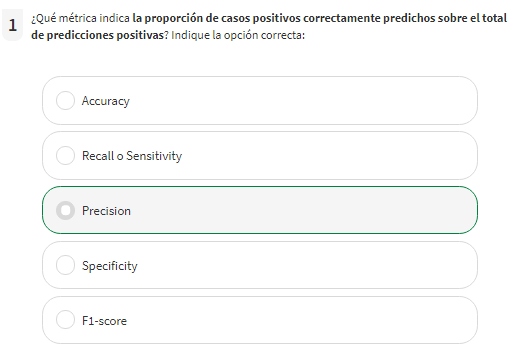 1
¿Qué métrica indica la proporción de casos positivos correctamente predichos sobre el total
de predicciones positivas? Indique la opción correcta:
Accuracy
Recall o Sensitivity
Precision
Specificity
F1-score